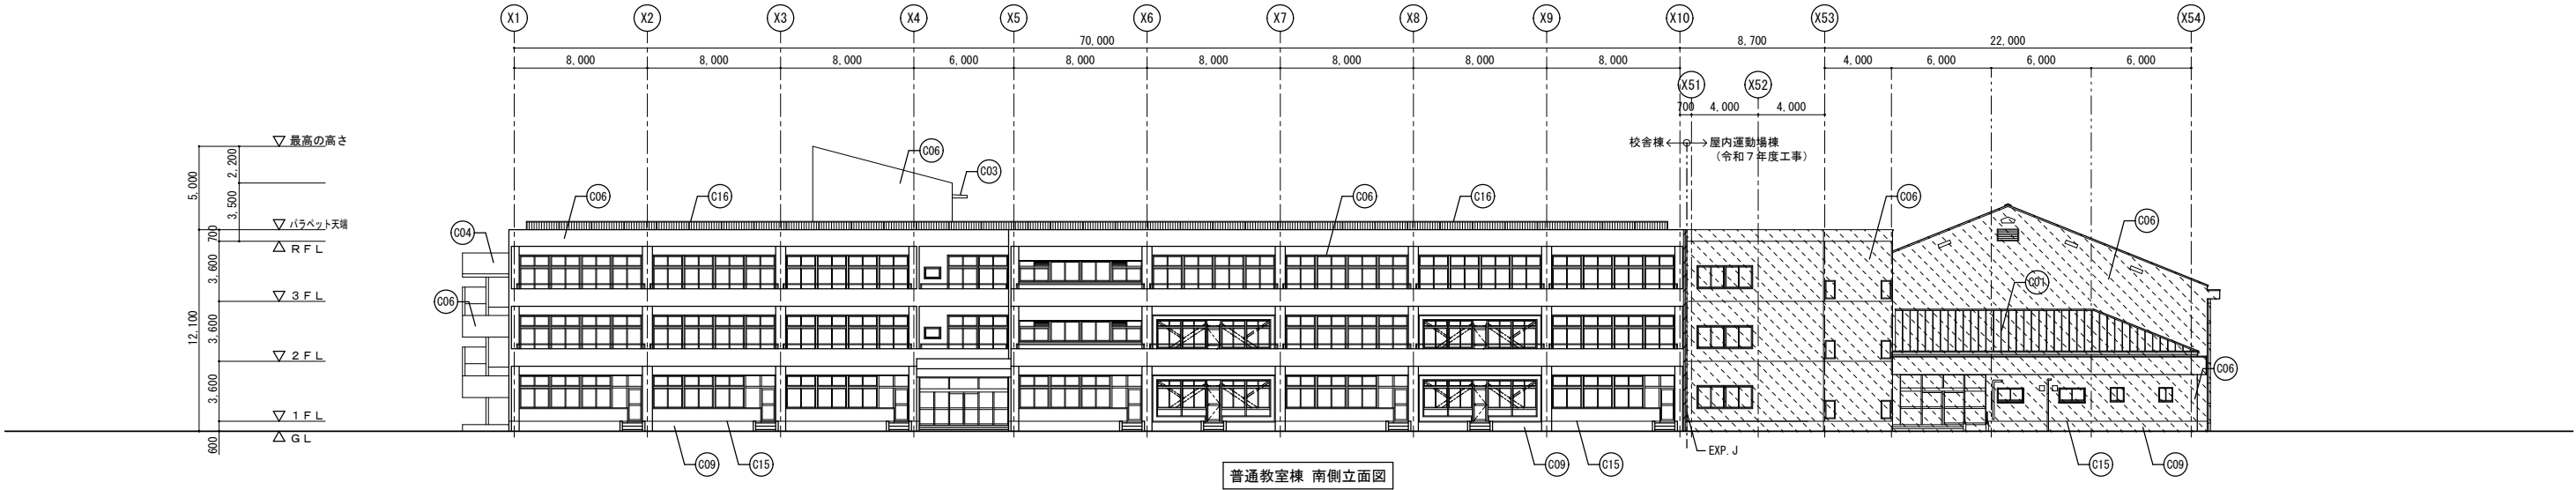 X1 X2 X3 X4 X5 X6 X7 X8 X9 X10 X53 X54
70,000 8,700 22,000
8,000 8,000 8,000 6,000 8,000 8,000 8,000 8,000 8,000 4,000 6,000 6,000 6,000
X51 X52
700 4,000 4,000
校舎棟 屋内運動場棟
(令和7年度工事)
最高の高さ
5,000
2,200
3,500
パラペット天端
700
RFL
3,600
3FL
12,100
3,600
2FL
3,600
1FL
600
GL
C06
C03
C06
C16
C06
C16
C06
C06
C04
C06
C01
C06
C09
C15
C09
C15
EXP.J
C15
C09
普通教室棟 南側立面図